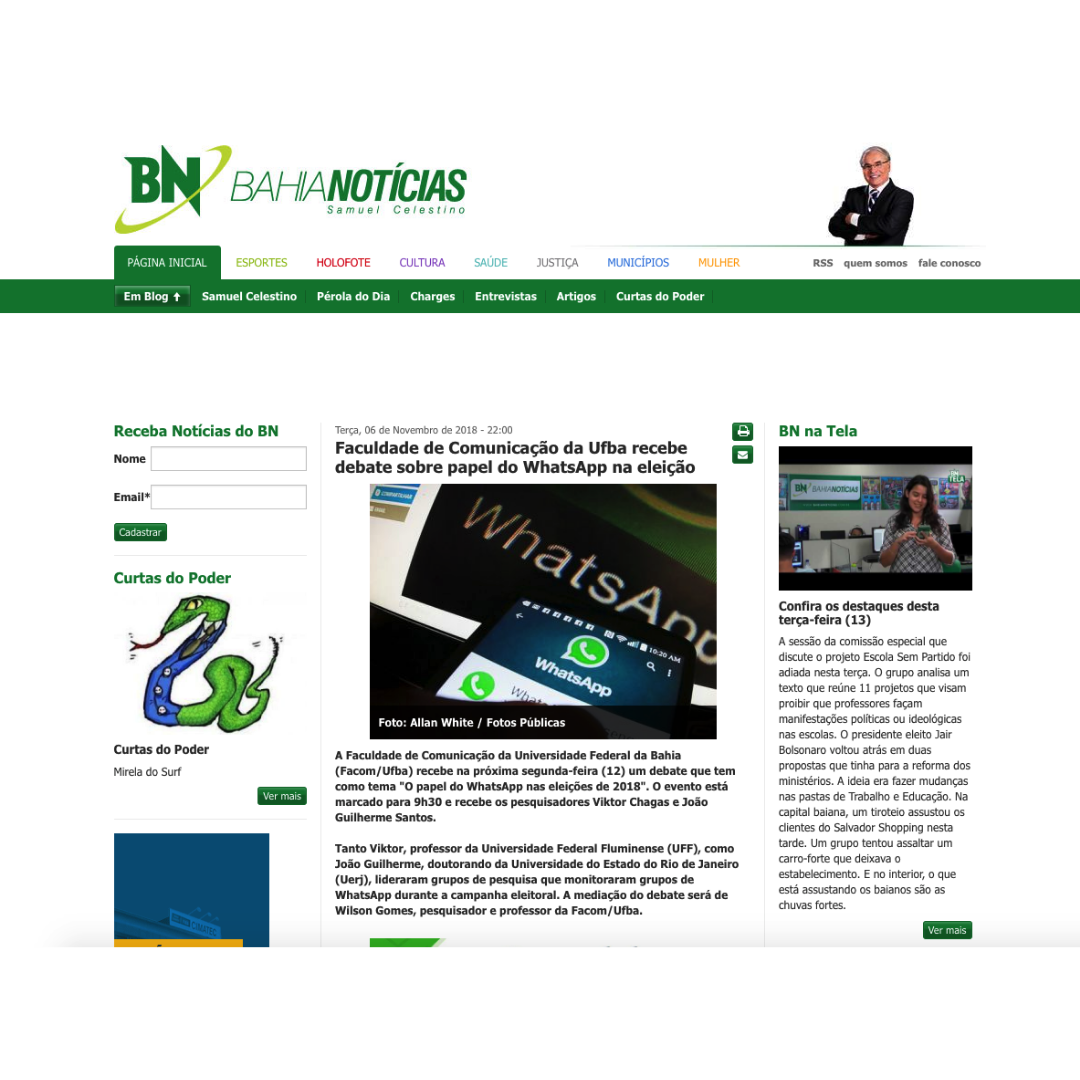 BN BAHIANOTÍCIAS
Samuel Celestino
PÁGINA INICIAL ESPORTES HOLOFOTE CULTURA SAÚDE JUSTIÇA MUNICÍPIOS MULHER RSS quem somos fale conosco
Em Blog Samuel Celestino Pérola do Dia Charges Entrevistas Artigos Curtas do Poder
Receba Notícias do BN
Nome
Email*
Cadastrar
Curtas do Poder
Curtas do Poder
Mirela do Surf
Ver mais
CIMATEC
Terça, 06 de Novembro de 2018 - 22:00
Faculdade de Comunicação da Ufba recebe
debate sobre papel do WhatsApp na eleição
COMPARTILHAR
EMAIL
WhatsApp
10:20 AM
WhatsApp
Foto: Allan White / Fotos Públicas
A Faculdade de Comunicação da Universidade Federal da Bahia
(Facom/Ufba) recebe na próxima segunda-feira (12) um debate que tem
como tema "O papel do WhatsApp nas eleições de 2018". O evento está
marcado para 9h30 e recebe os pesquisadores Viktor Chagas e João
Guilherme Santos.
Tanto Viktor, professor da Universidade Federal Fluminense (UFF), como
João Guilherme, doutorando da Universidade do Estado do Rio de Janeiro
(Uerj), lideraram grupos de pesquisa que monitoraram grupos de
WhatsApp durante a campanha eleitoral. A mediação do debate será de
Wilson Gomes, pesquisador e professor da Facom/Ufba.
BN na Tela
BN BAHIANOTÍCIAS
BN
TELA
Confira os destaques desta
terça-feira (13)
A sessão da comissão especial que
discute o projeto Escola Sem Partido foi
adiada nesta terça. O grupo analisa um
texto que reúne 11 projetos que visam
proibir que professores façam
manifestações políticas ou ideológicas
nas escolas. O presidente eleito Jair
Bolsonaro voltou atrás em duas
propostas que tinha para a reforma dos
ministérios. A ideia era fazer mudanças
nas pastas de Trabalho e Educação. Na
capital baiana, um tiroteio assustou os
clientes do Salvador Shopping nesta
tarde. Um grupo tentou assaltar um
carro-forte que deixava o
estabelecimento. E no interior, o que
está assustando os baianos são as
chuvas fortes.
Ver mais